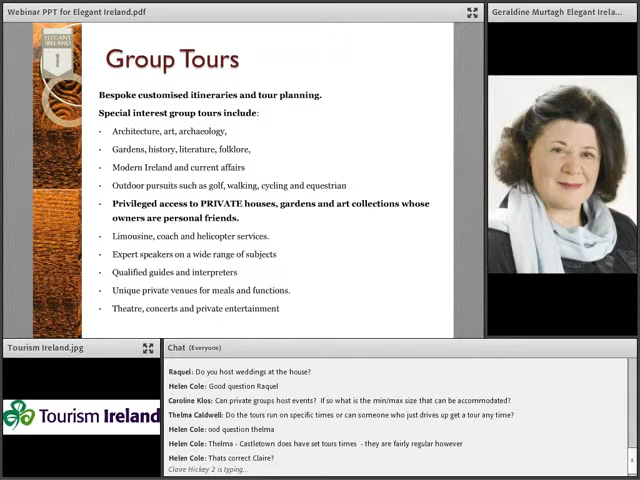 Webinar PPT for Elegant Ireland.pdf
Geraldine Murtagh Elegant Irela...
ELEGANT
IRELAND
Group Tours
Bespoke customised itineraries and tour planning.
Special interest group tours include:
· Architecture, art, archaeology,
· Gardens, history, literature, folklore,
· Modern Ireland and current affairs
· Outdoor pursuits such as golf, walking, cycling and equestrian
· Privileged access to PRIVATE houses, gardens and art collections whose
owners are personal friends.
· Limousine, coach and helicopter services.
· Expert speakers on a wide range of subjects
· Qualified guides and interpreters
· Unique private venues for meals and functions.
· Theatre, concerts and private entertainment
Tourism Ireland.jpg
Tourism Ireland
Chat (Everyone)
Raquel: Do you host weddings at the house?
Helen Cole: Good question Raquel
Caroline Klos: Can private groups host events? If so what is the min/max size that can be accommodated?
Thelma Caldwell: Do the tours run on specific times or can someone who just drives up get a tour any time?
Helen Cole: ood question thelma
Helen Cole: Thelma - Castletown does have set tours times - they are fairly regular however
Helen Cole: Thats correct Claire?
Claire Hickey 2 is typing...